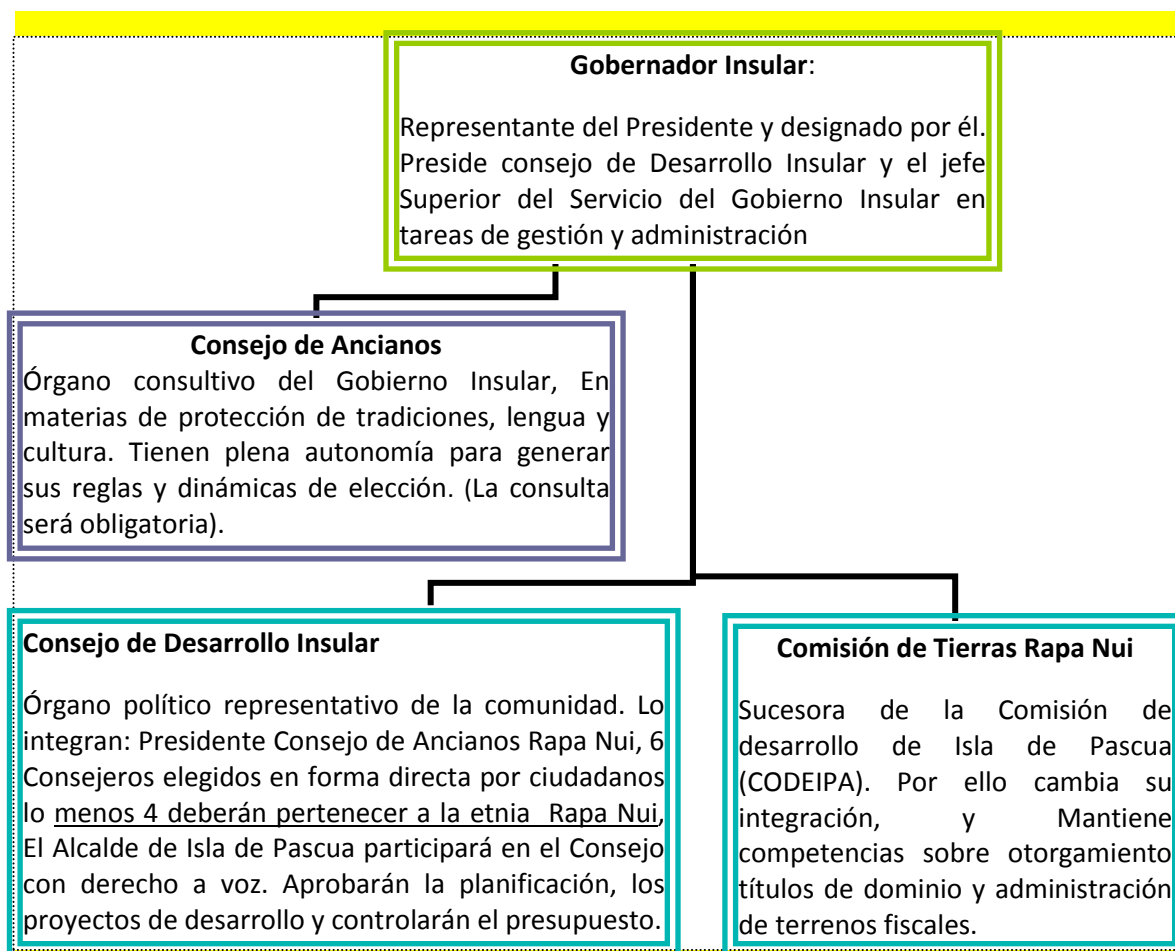 Gobernador Insular:
Representante del Presidente y designado por él.
Preside consejo de Desarrollo Insular y el jefe
Superior del Servicio del Gobierno Insular en
tareas de gestión y administración
Consejo de Ancianos
Órgano consultivo del Gobierno Insular, En
materias de protección de tradiciones, lengua y
cultura. Tienen plena autonomía para generar
sus reglas y dinámicas de elección. (La consulta
será obligatoria).
Consejo de Desarrollo Insular
Órgano político representativo de la comunidad. Lo
integran: Presidente Consejo de Ancianos Rapa Nui, 6
Consejeros elegidos en forma directa por ciudadanos
lo menos 4 deberán pertenecer a la etnia Rapa Nui,
El Alcalde de Isla de Pascua participará en el Consejo
con derecho a voz. Aprobarán la planificación, los
proyectos de desarrollo y controlarán el presupuesto.
Comisión de Tierras Rapa Nui
Sucesora de la Comisión de
desarrollo de Isla de Pascua
(CODEIPA). Por ello cambia su
integración, y Mantiene
competencias sobre otorgamiento
títulos de dominio y administración
de terrenos fiscales.